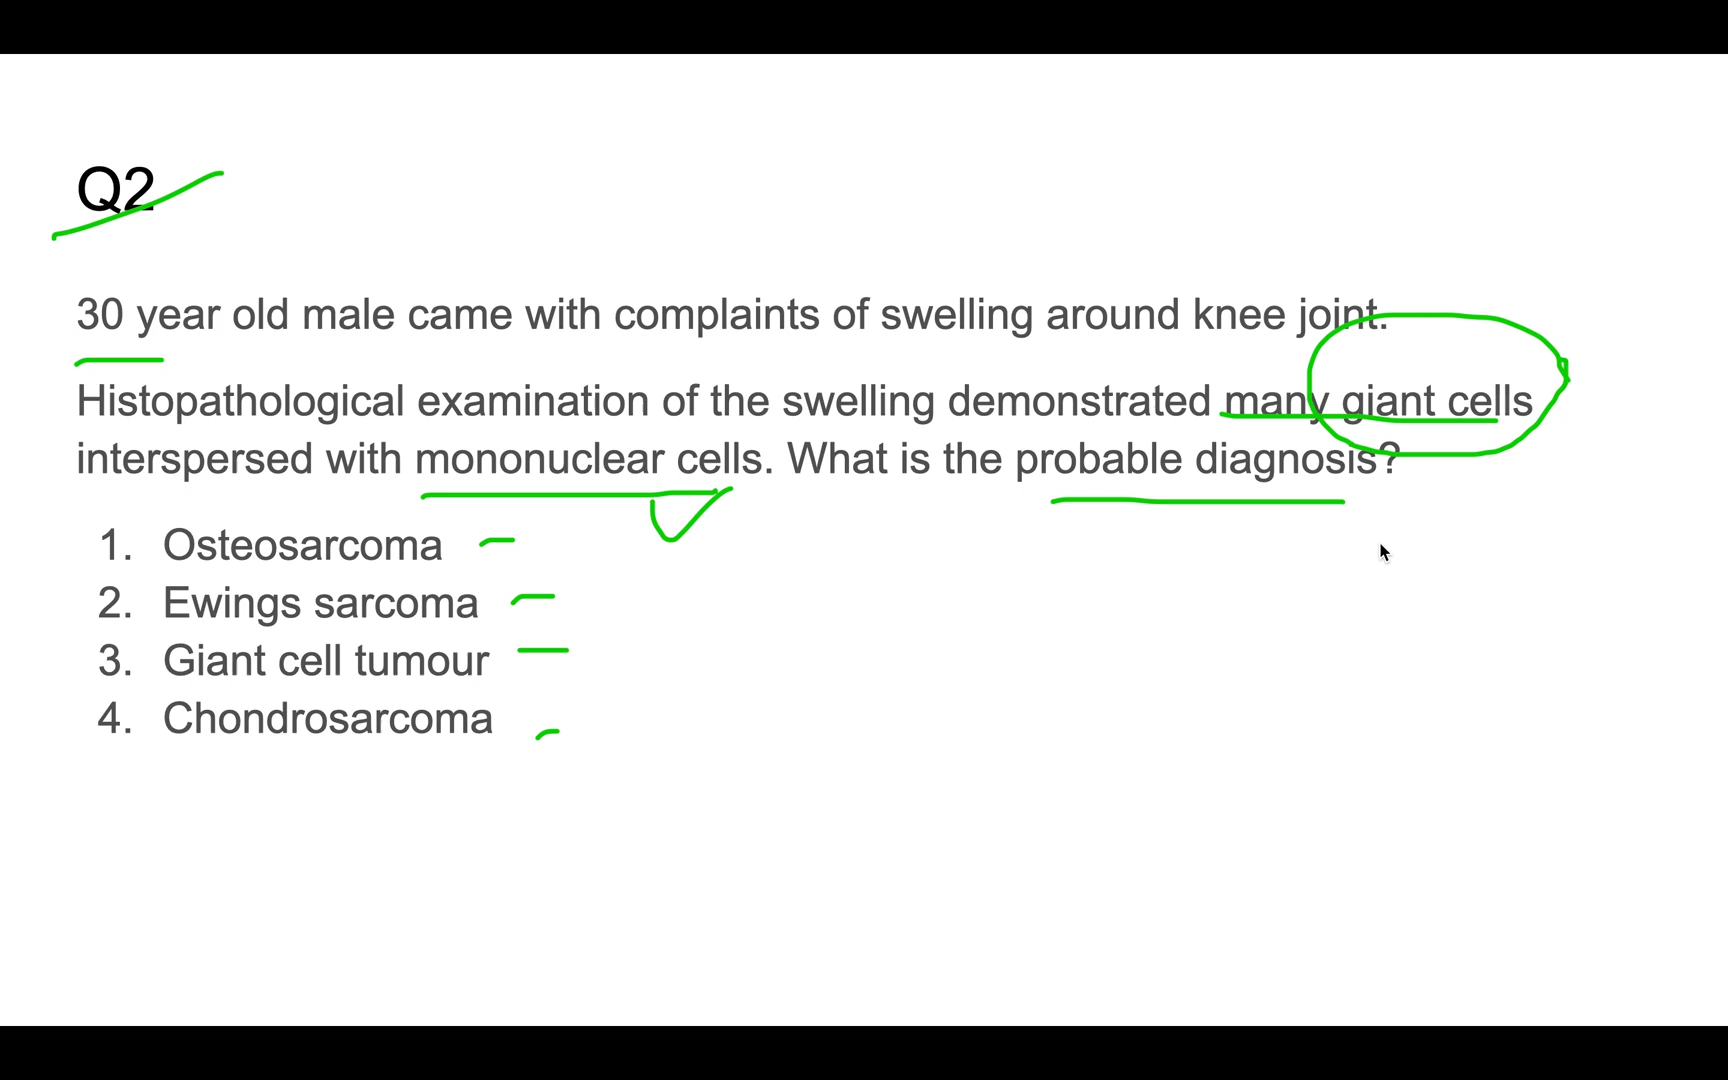 Q2
30 year old male came with complaints of swelling around knee joint.
Histopathological examination of the swelling demonstrated many giant cells
interspersed with mononuclear cells. What is the probable diagnosis?
1. Osteosarcoma
2. Ewings sarcoma
3. Giant cell tumour
4. Chondrosarcoma